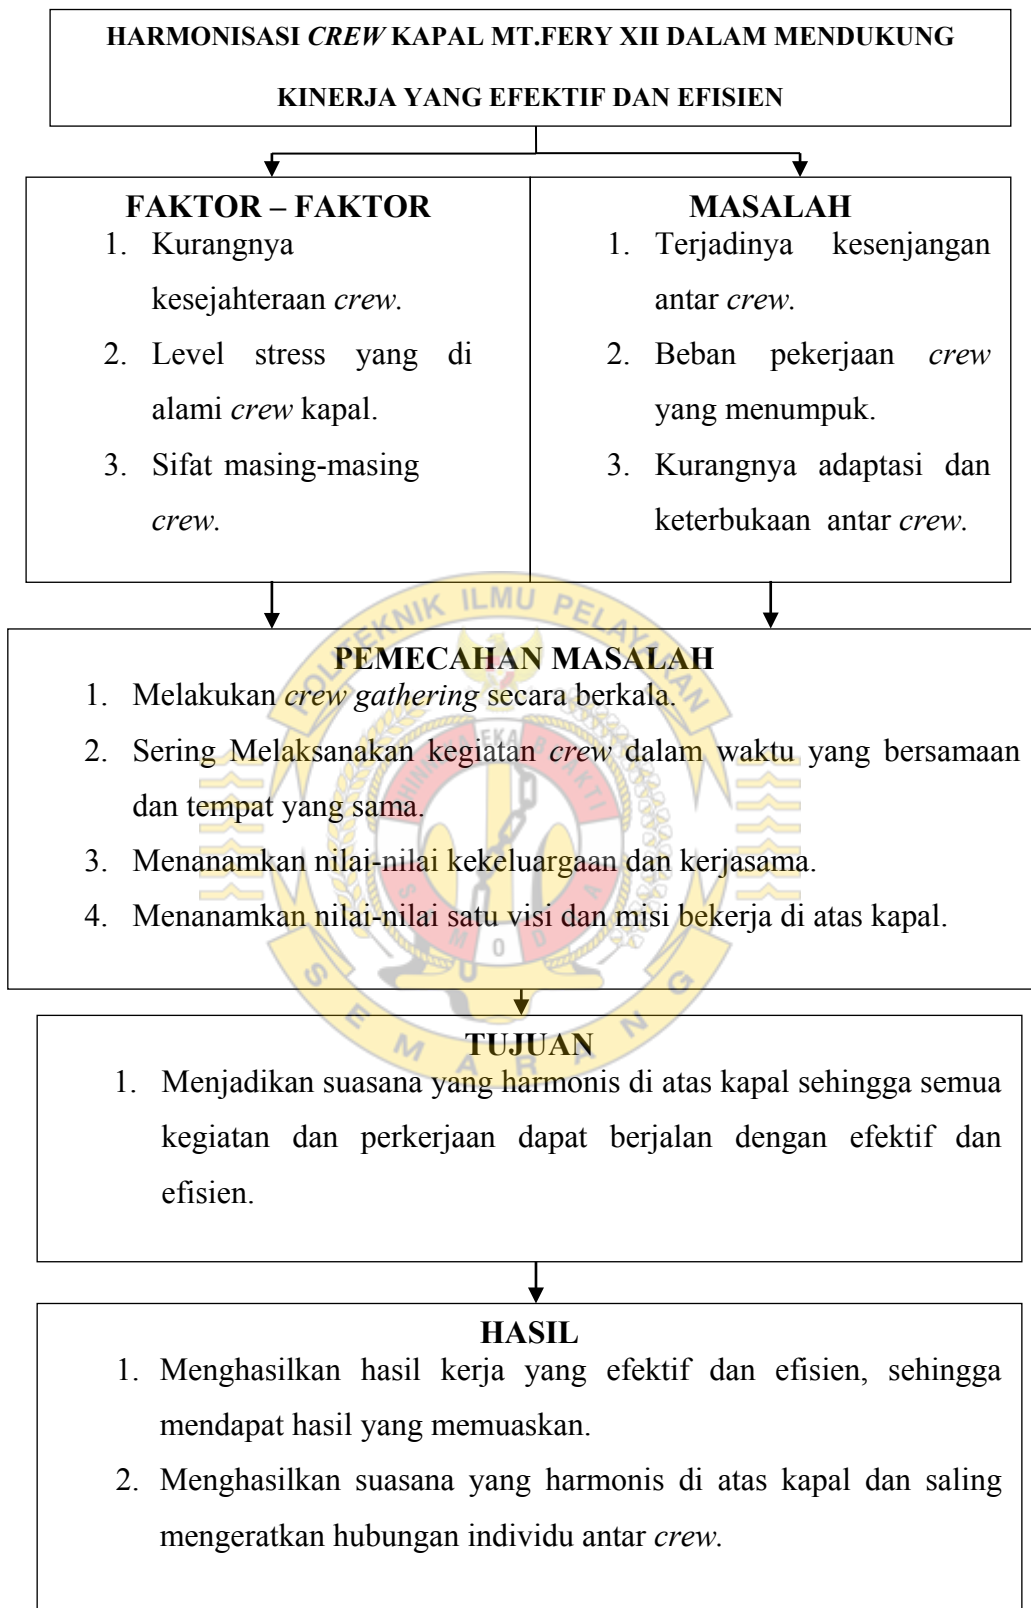 HARMONISASI CREW KAPAL MT.FERY XII DALAM MENDUKUNG
KINERJA YANG EFEKTIF DAN EFISIEN
FAKTOR – FAKTOR
1. Kurangnya
kesejahteraan crew.
2. Level stress yang di
alami crew kapal.
3. Sifat masing-masing
crew.
MASALAH
1. Terjadinya kesenjangan
antar crew.
2. Beban pekerjaan crew
yang menumpuk.
3. Kurangnya adaptasi dan
keterbukaan antar crew.
POLITEKNIK ILMU PELAYARAN
PEMECAHAN MASALAH
1. Melakukan crew gathering secara berkala.
2. Sering Melaksanakan kegiatan crew dalam waktu yang bersamaan
dan tempat yang sama.
3. Menanamkan nilai-nilai kekeluargaan dan kerjasama.
4. Menanamkan nilai-nilai satu visi dan misi bekerja di atas kapal.
SEMARANG
TUJUAN
1. Menjadikan suasana yang harmonis di atas kapal sehingga semua
kegiatan dan perkerjaan dapat berjalan dengan efektif dan
efisien.
HASIL
1. Menghasilkan hasil kerja yang efektif dan efisien, sehingga
mendapat hasil yang memuaskan.
2. Menghasilkan suasana yang harmonis di atas kapal dan saling
mengeratkan hubungan individu antar crew.